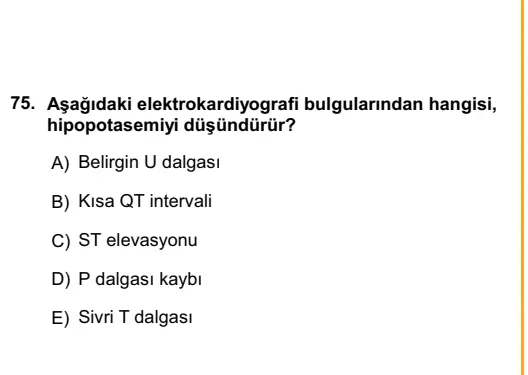 75. Aşağıdaki elektrokardiyografi bulgularından hangisi,
hipopotasemiyi düşündürür?
A) Belirgin U dalgası
B) Kısa QT intervali
C) ST elevasyonu
D) P dalgası kaybı
E) Sivri T dalgası